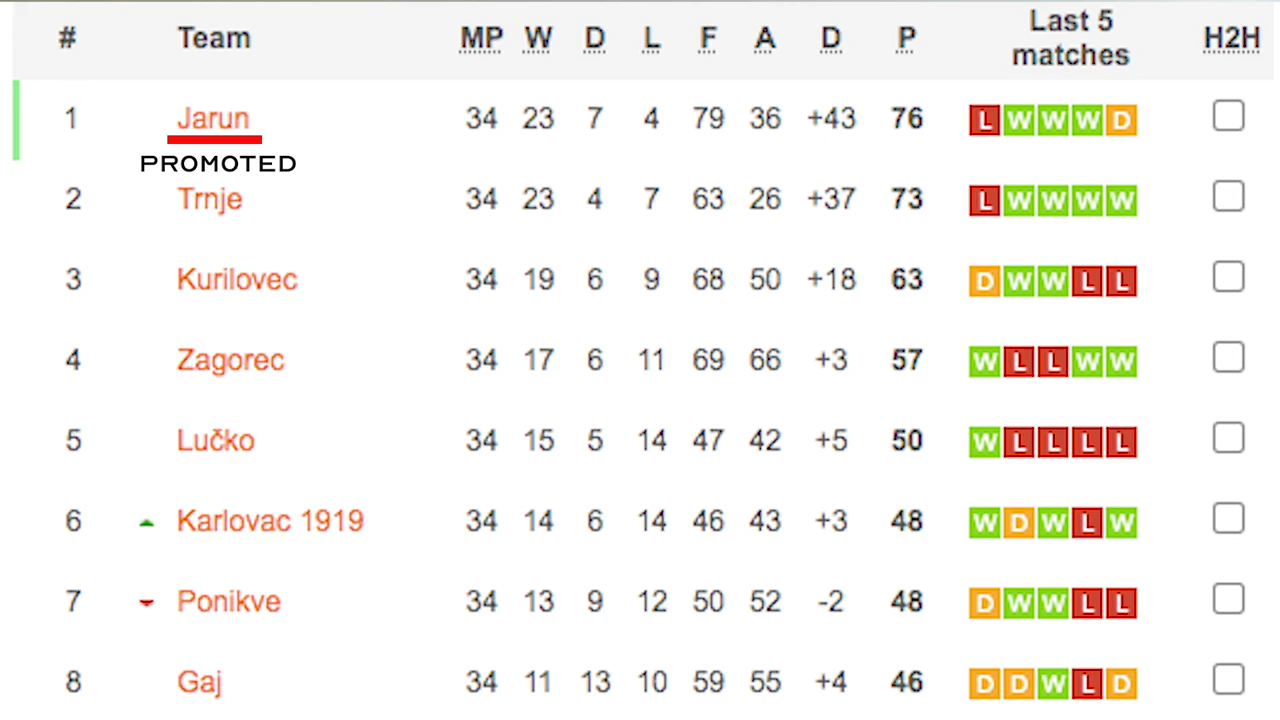 # Team MP W D L F A D P Last 5 matches H2H
1 Jarun 34 23 7 4 79 36 +43 76 L W W W D
PROMOTED
2 Trnje 34 23 4 7 63 26 +37 73 L W W W W
3 Kurilovec 34 19 6 9 68 50 +18 63 D W W L L
4 Zagorec 34 17 6 11 69 66 +3 57 W L L W W
5 Lučko 34 15 5 14 47 42 +5 50 W L L L L
6 Karlovac 1919 34 14 6 14 46 43 +3 48 W D W L W
7 Ponikve 34 13 9 12 50 52 -2 48 D W W L L
8 Gaj 34 11 13 10 59 55 +4 46 D D W L D